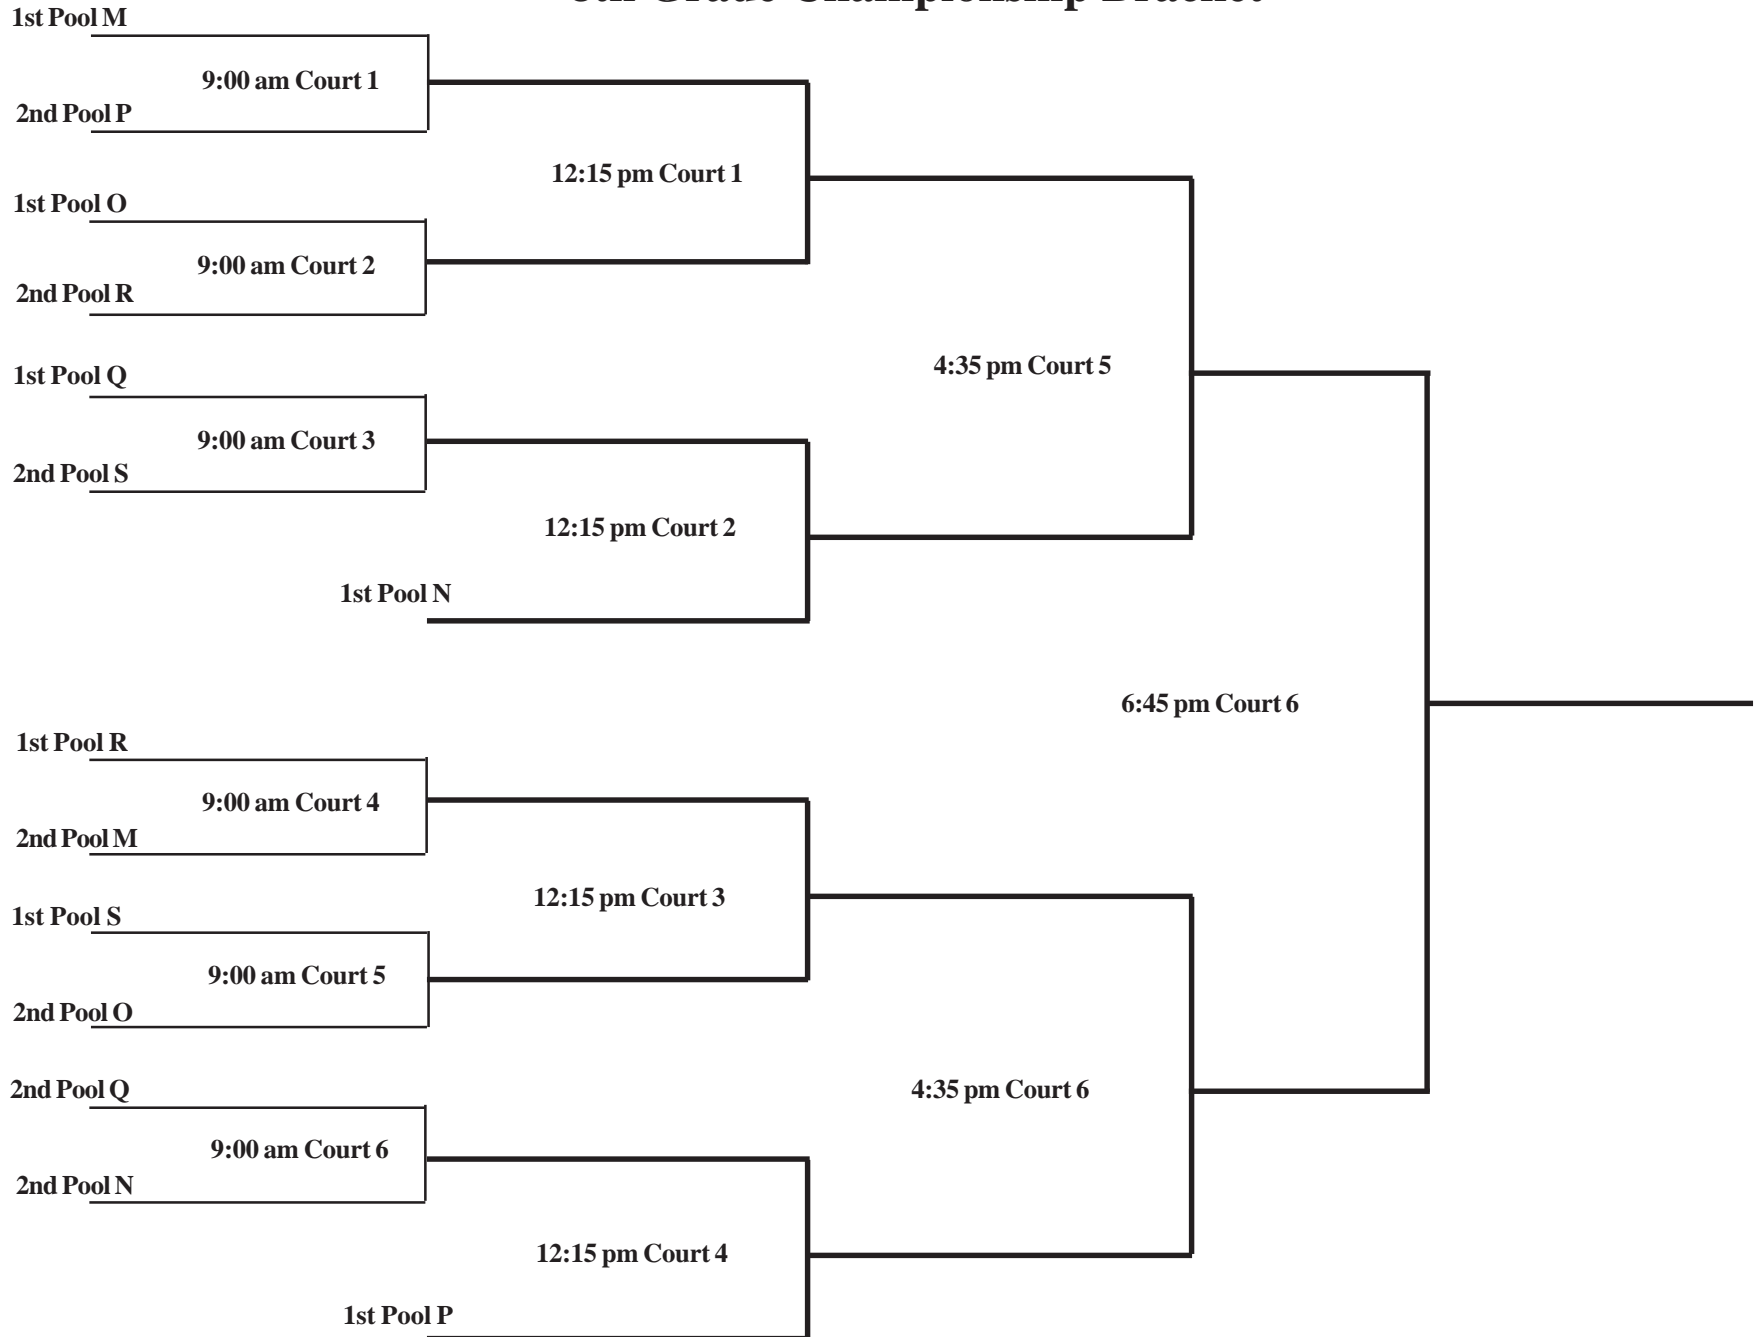 Grade Championship Bracket
1st Pool M
9:00 am Court 1
2nd Pool P
12:15 pm Court 1
1st Pool O
9:00 am Court 2
2nd Pool R
4:35 pm Court 5
1st Pool Q
9:00 am Court 3
2nd Pool S
12:15 pm Court 2
1st Pool N
6:45 pm Court 6
1st Pool R
9:00 am Court 4
2nd Pool M
12:15 pm Court 3
1st Pool S
9:00 am Court 5
2nd Pool O
4:35 pm Court 6
2nd Pool Q
9:00 am Court 6
2nd Pool N
12:15 pm Court 4
1st Pool P